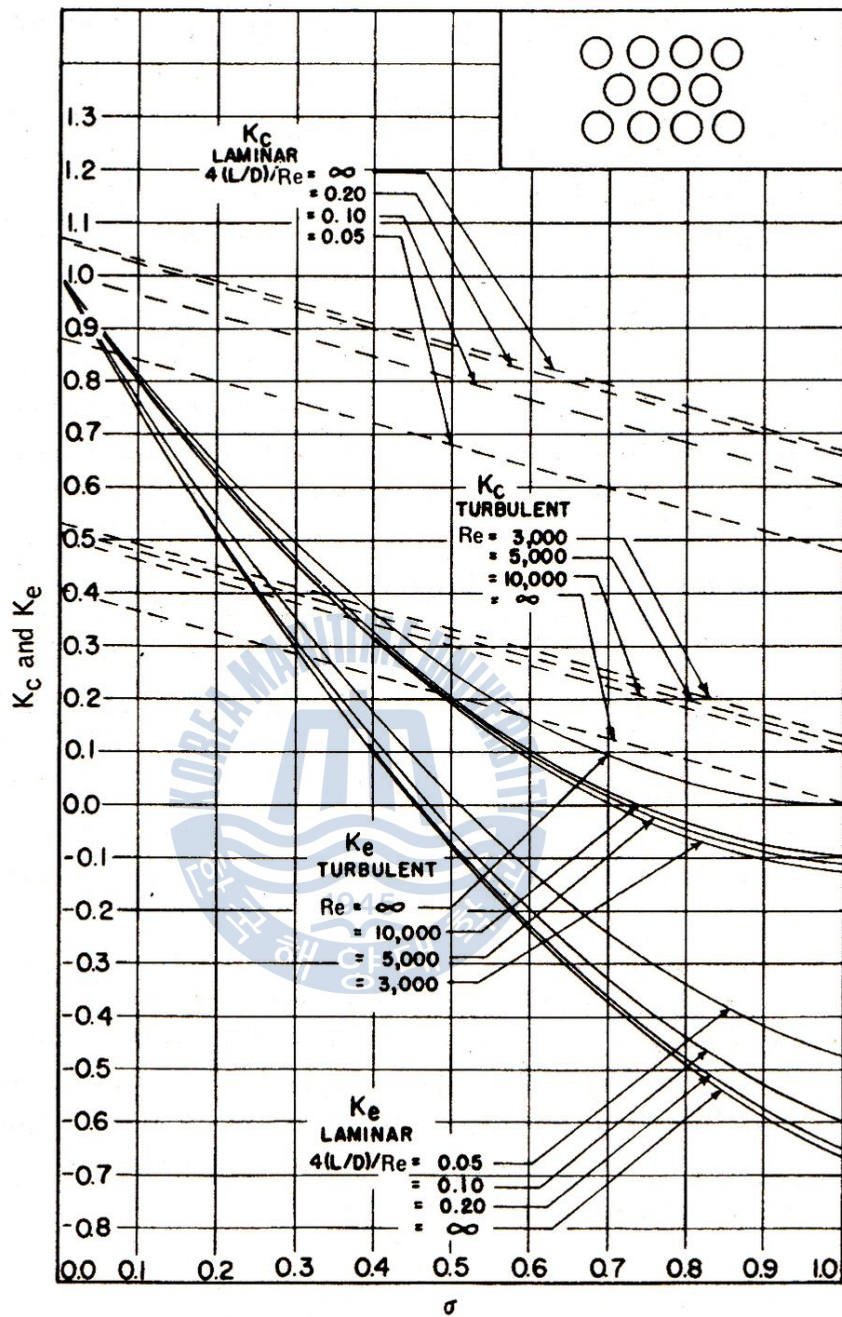 1.3
1.2
1.1
1.0
0.9
0.8
0.7
0.6
0.5
0.4
0.3
0.2
0.1
0.0
-0.1
-0.2
-0.3
-0.4
-0.5
-0.6
-0.7
-0.8
Kc and Ke
Kc
LAMINAR
4(L/D)/Re = ∞
= 0.20
= 0.10
= 0.05
Kc
TURBULENT
Re = 3,000
= 5,000
= 10,000
= ∞
KOREA MARITIME UNIVERSITY
1945
Ke
TURBULENT
Re = ∞
= 10,000
= 5,000
= 3,000
Ke
LAMINAR
4(L/D)/Re = 0.05
= 0.10
= 0.20
= ∞
0.0 0.1 0.2 0.3 0.4 0.5 0.6 0.7 0.8 0.9 1.0
σ